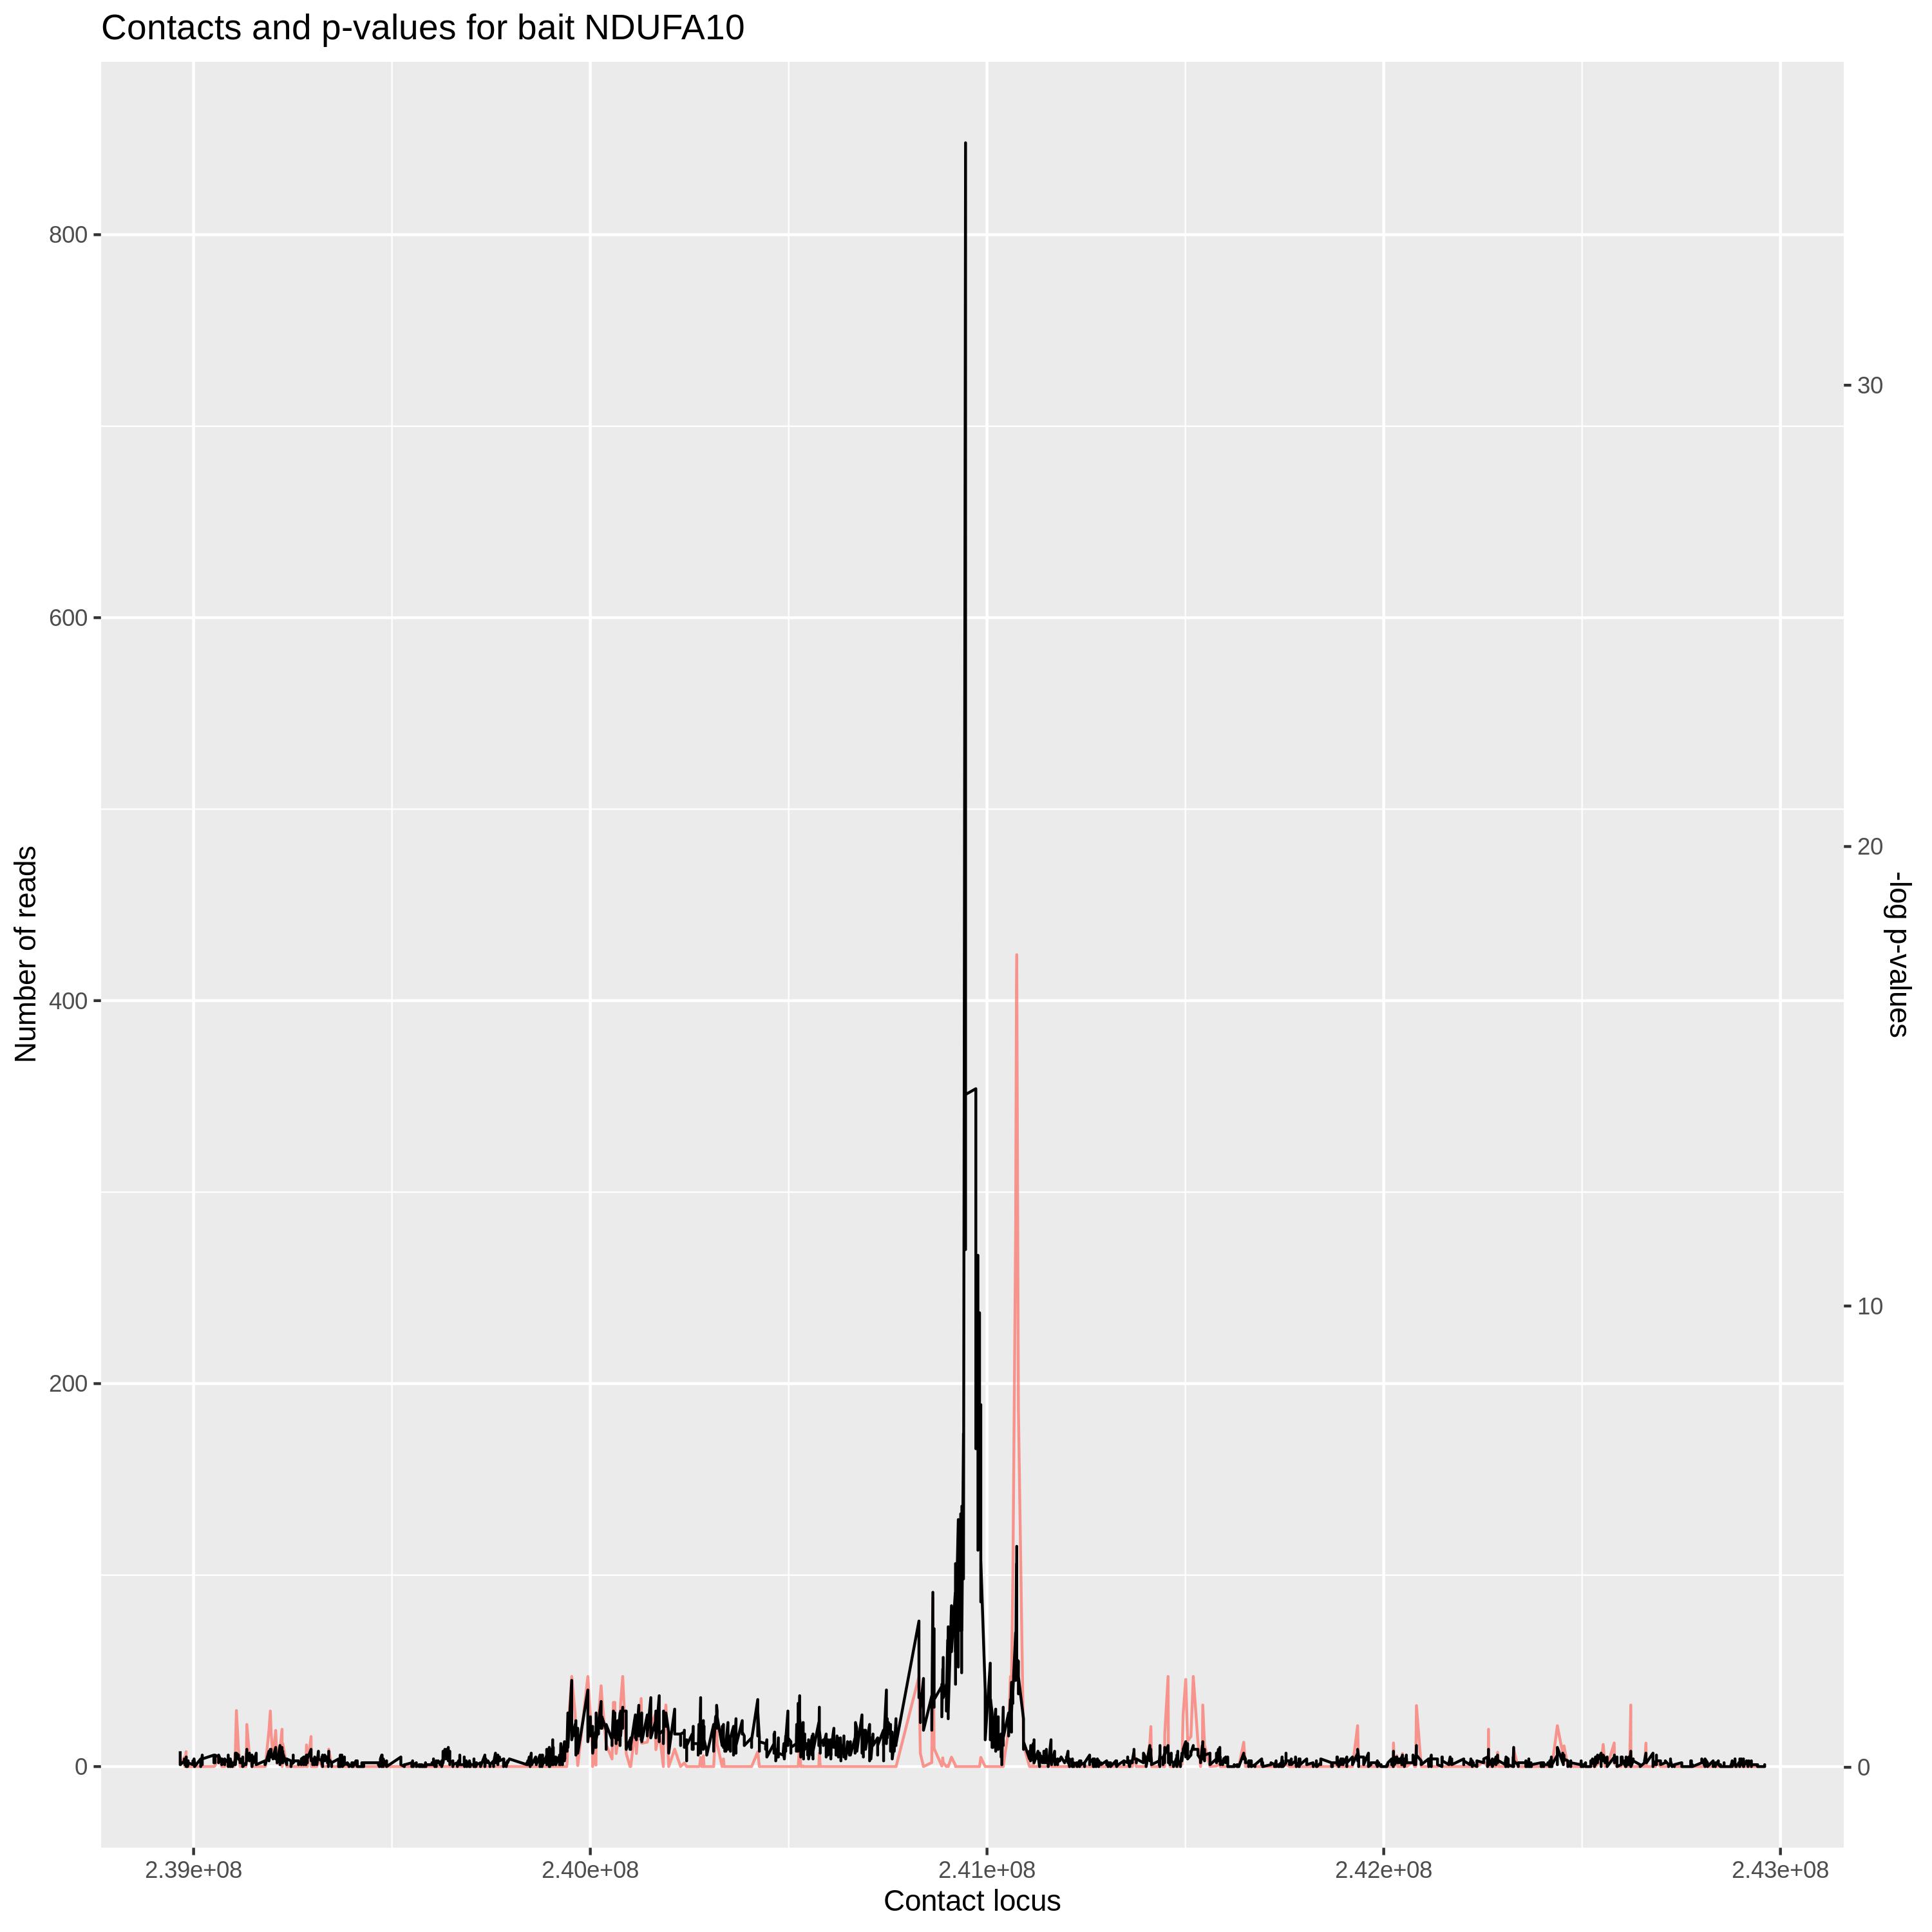 Contacts and p-values for bait NDUFA10
800
600
400
200
0
30
20
10
0
Number of reads
-log p-values
2.39e+08 2.40e+08 2.41e+08 2.42e+08 2.43e+08
Contact locus